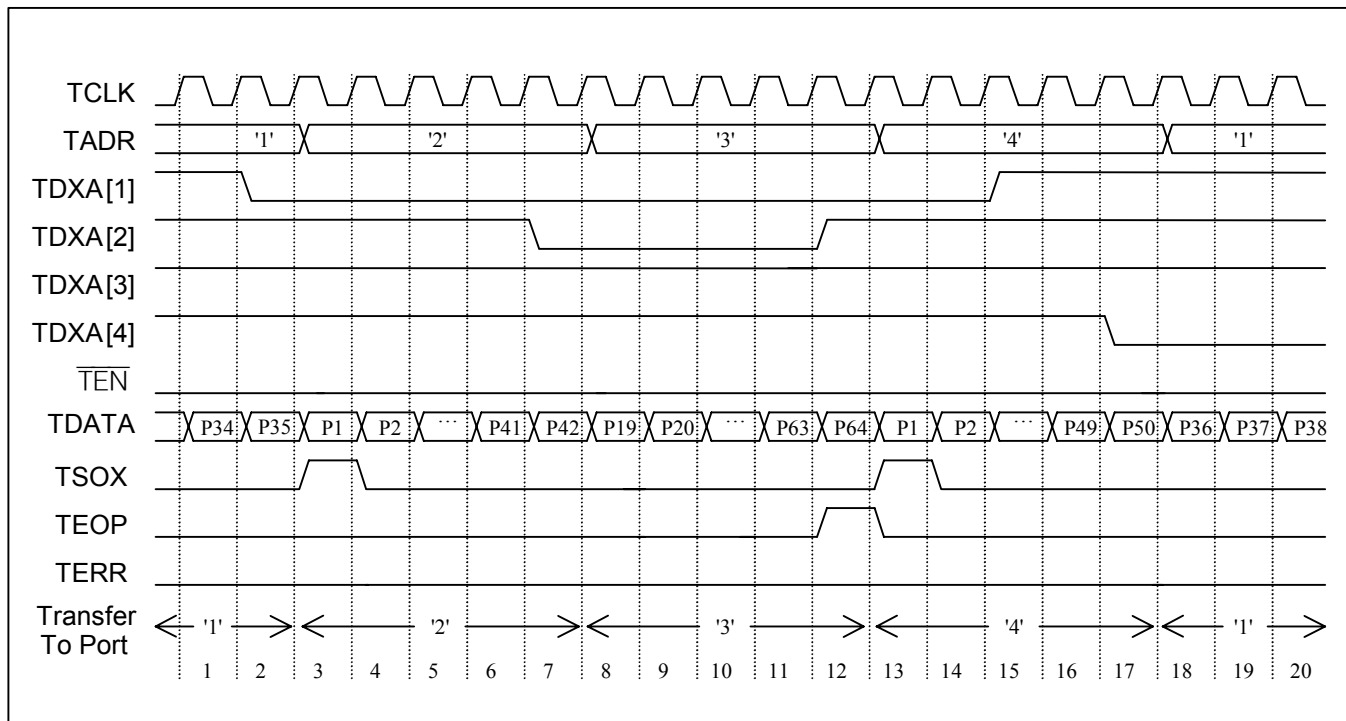 TCLK
TADR '1' '2' '3' '4' '1'
TDXA[1]
TDXA[2]
TDXA[3]
TDXA[4]
TEN
TDATA P34 P35 P1 P2 ... P41 P42 P19 P20 ... P63 P64 P1 P2 ... P49 P50 P36 P37 P38
TSOX
TEOP
TERR
Transfer
To Port '1' '2' '3' '4' '1'
1 2 3 4 5 6 7 8 9 10 11 12 13 14 15 16 17 18 19 20